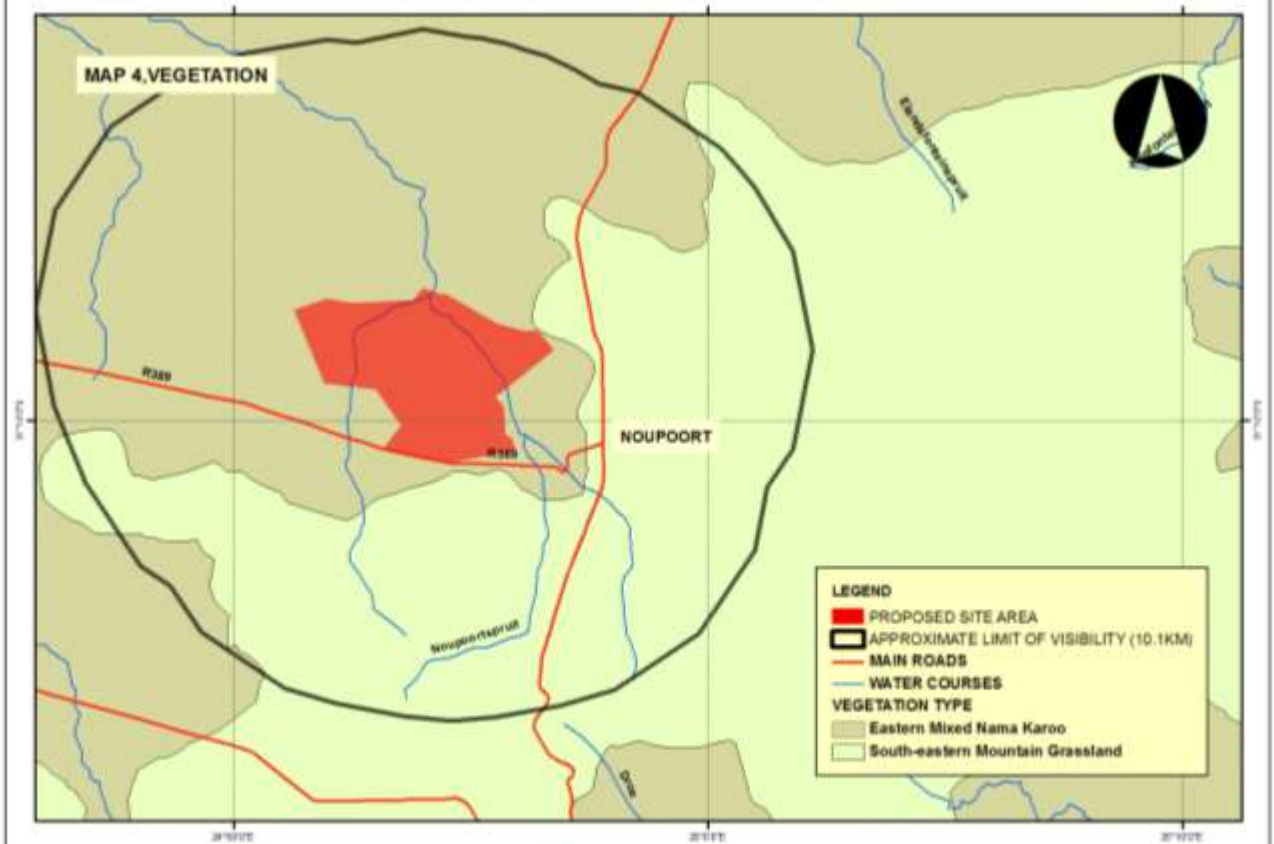 MAP 4,VEGETATION
Elandsfonteinspruit
R389
NOUPOORT
R389
Noupoortspruit
LEGEND
PROPOSED SITE AREA
APPROXIMATE LIMIT OF VISIBILITY (10.1KM)
MAIN ROADS
WATER COURSES
VEGETATION TYPE
Eastern Mixed Nama Karoo
South-eastern Mountain Grassland